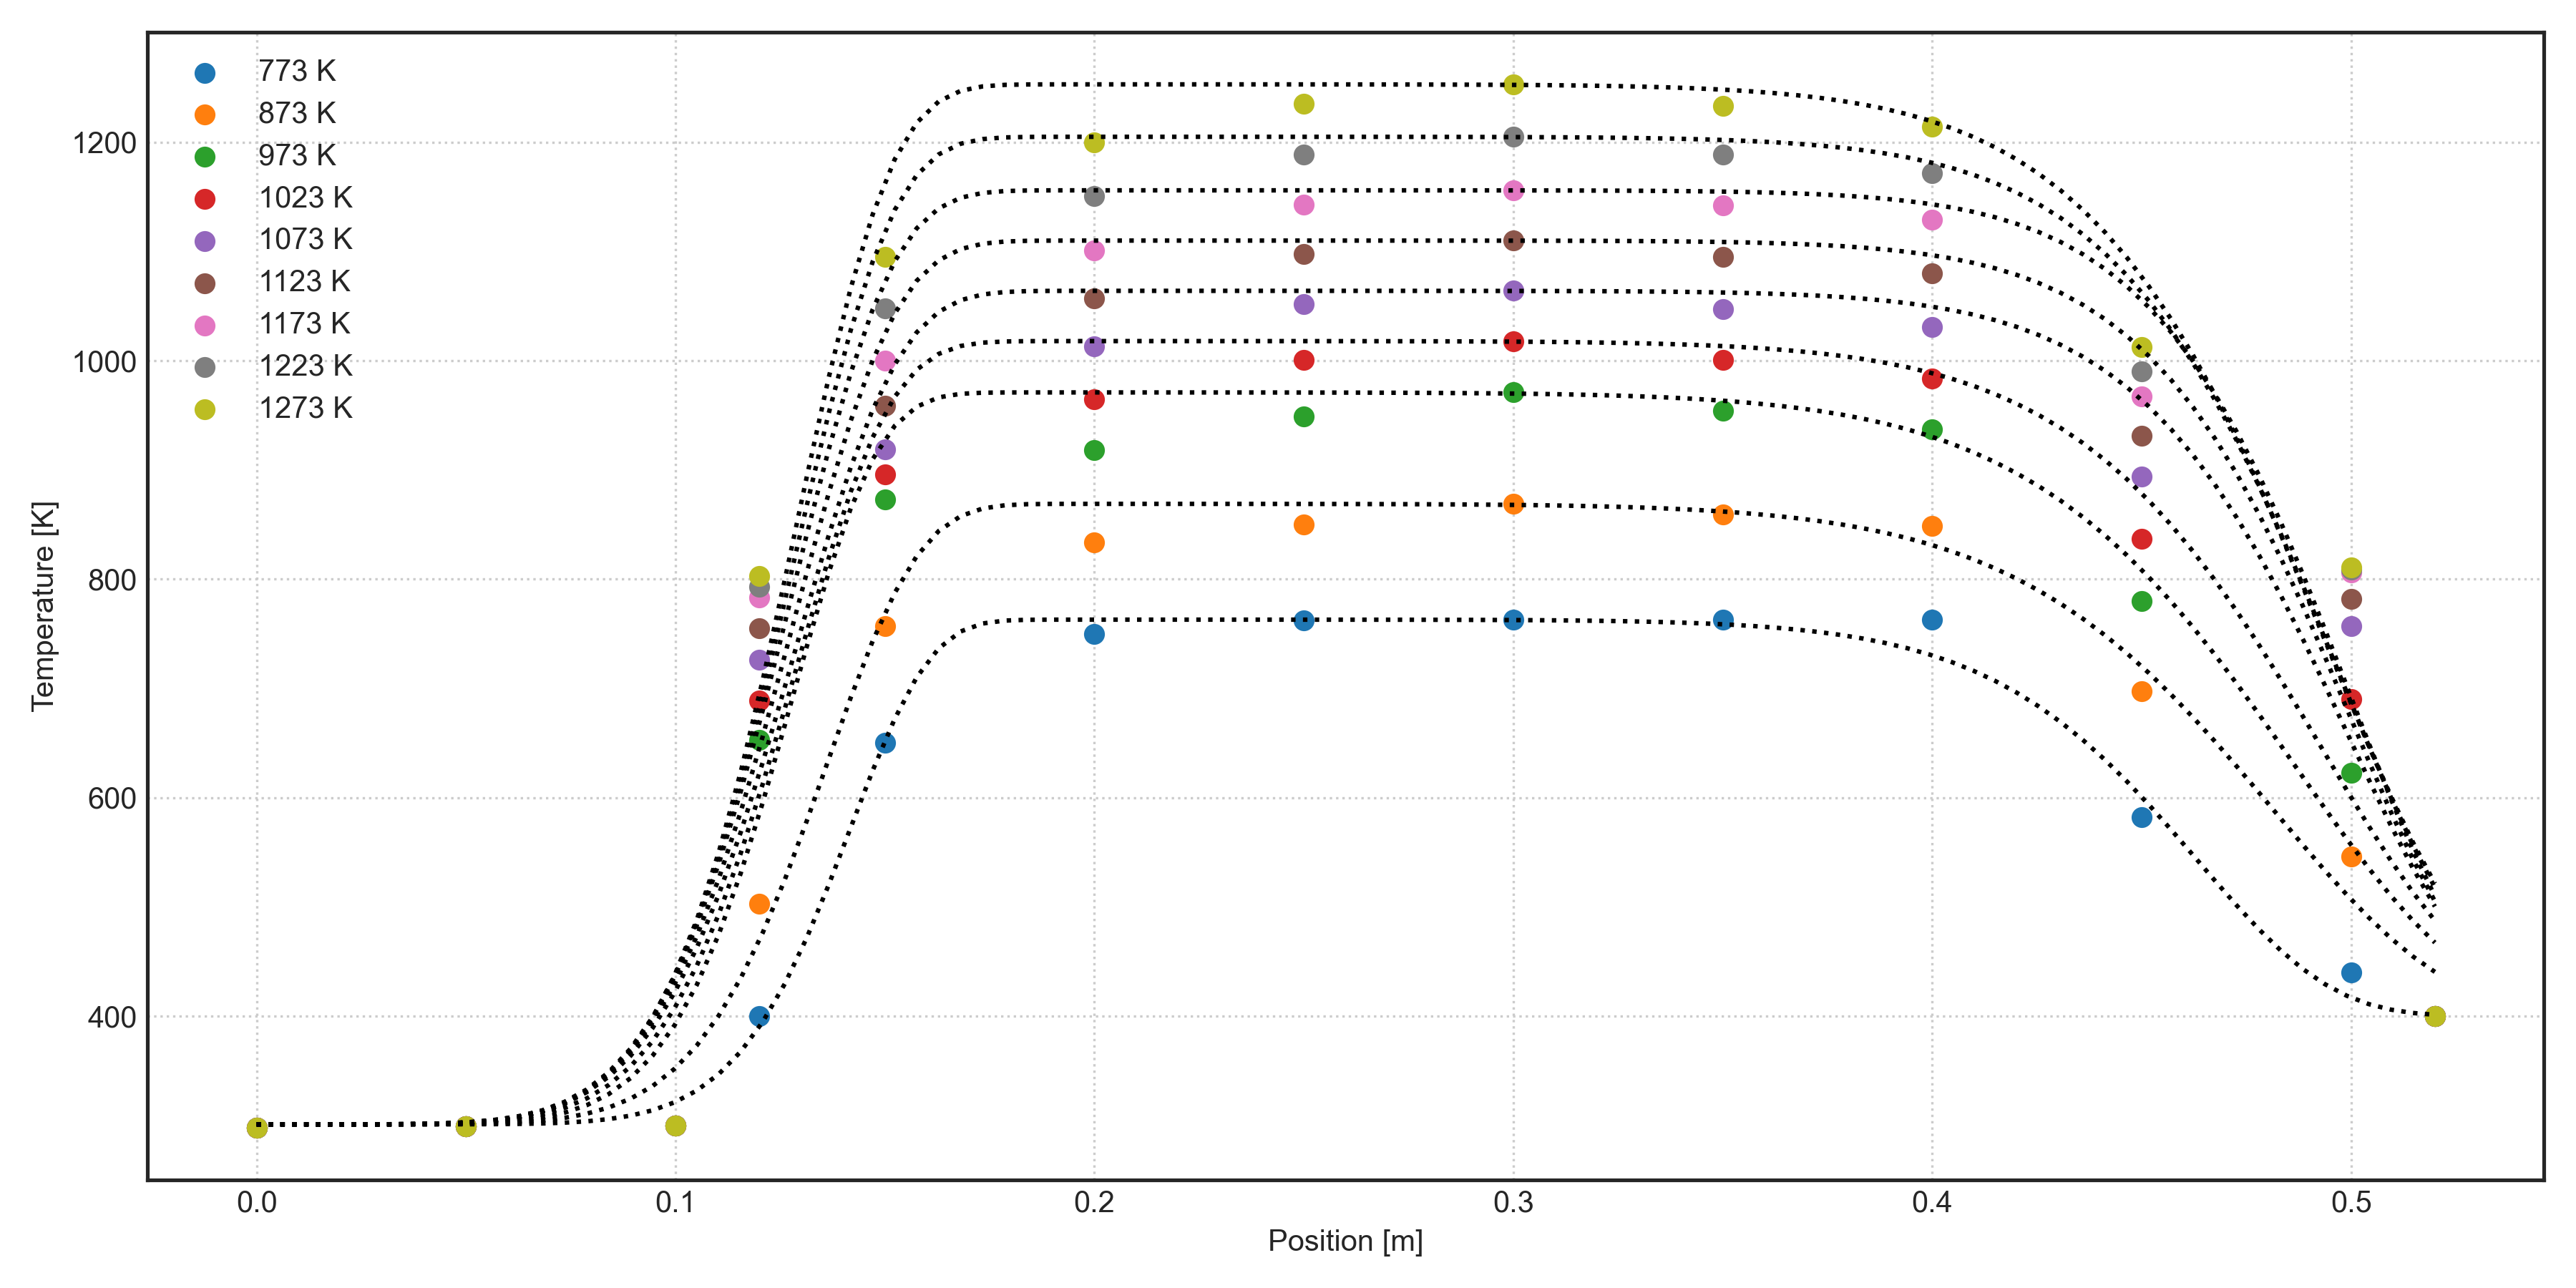 773 K
873 K
973 K
1023 K
1073 K
1123 K
1173 K
1223 K
1273 K
Temperature [K]
1200
1000
800
600
400
0.0 0.1 0.2 0.3 0.4 0.5
Position [m]